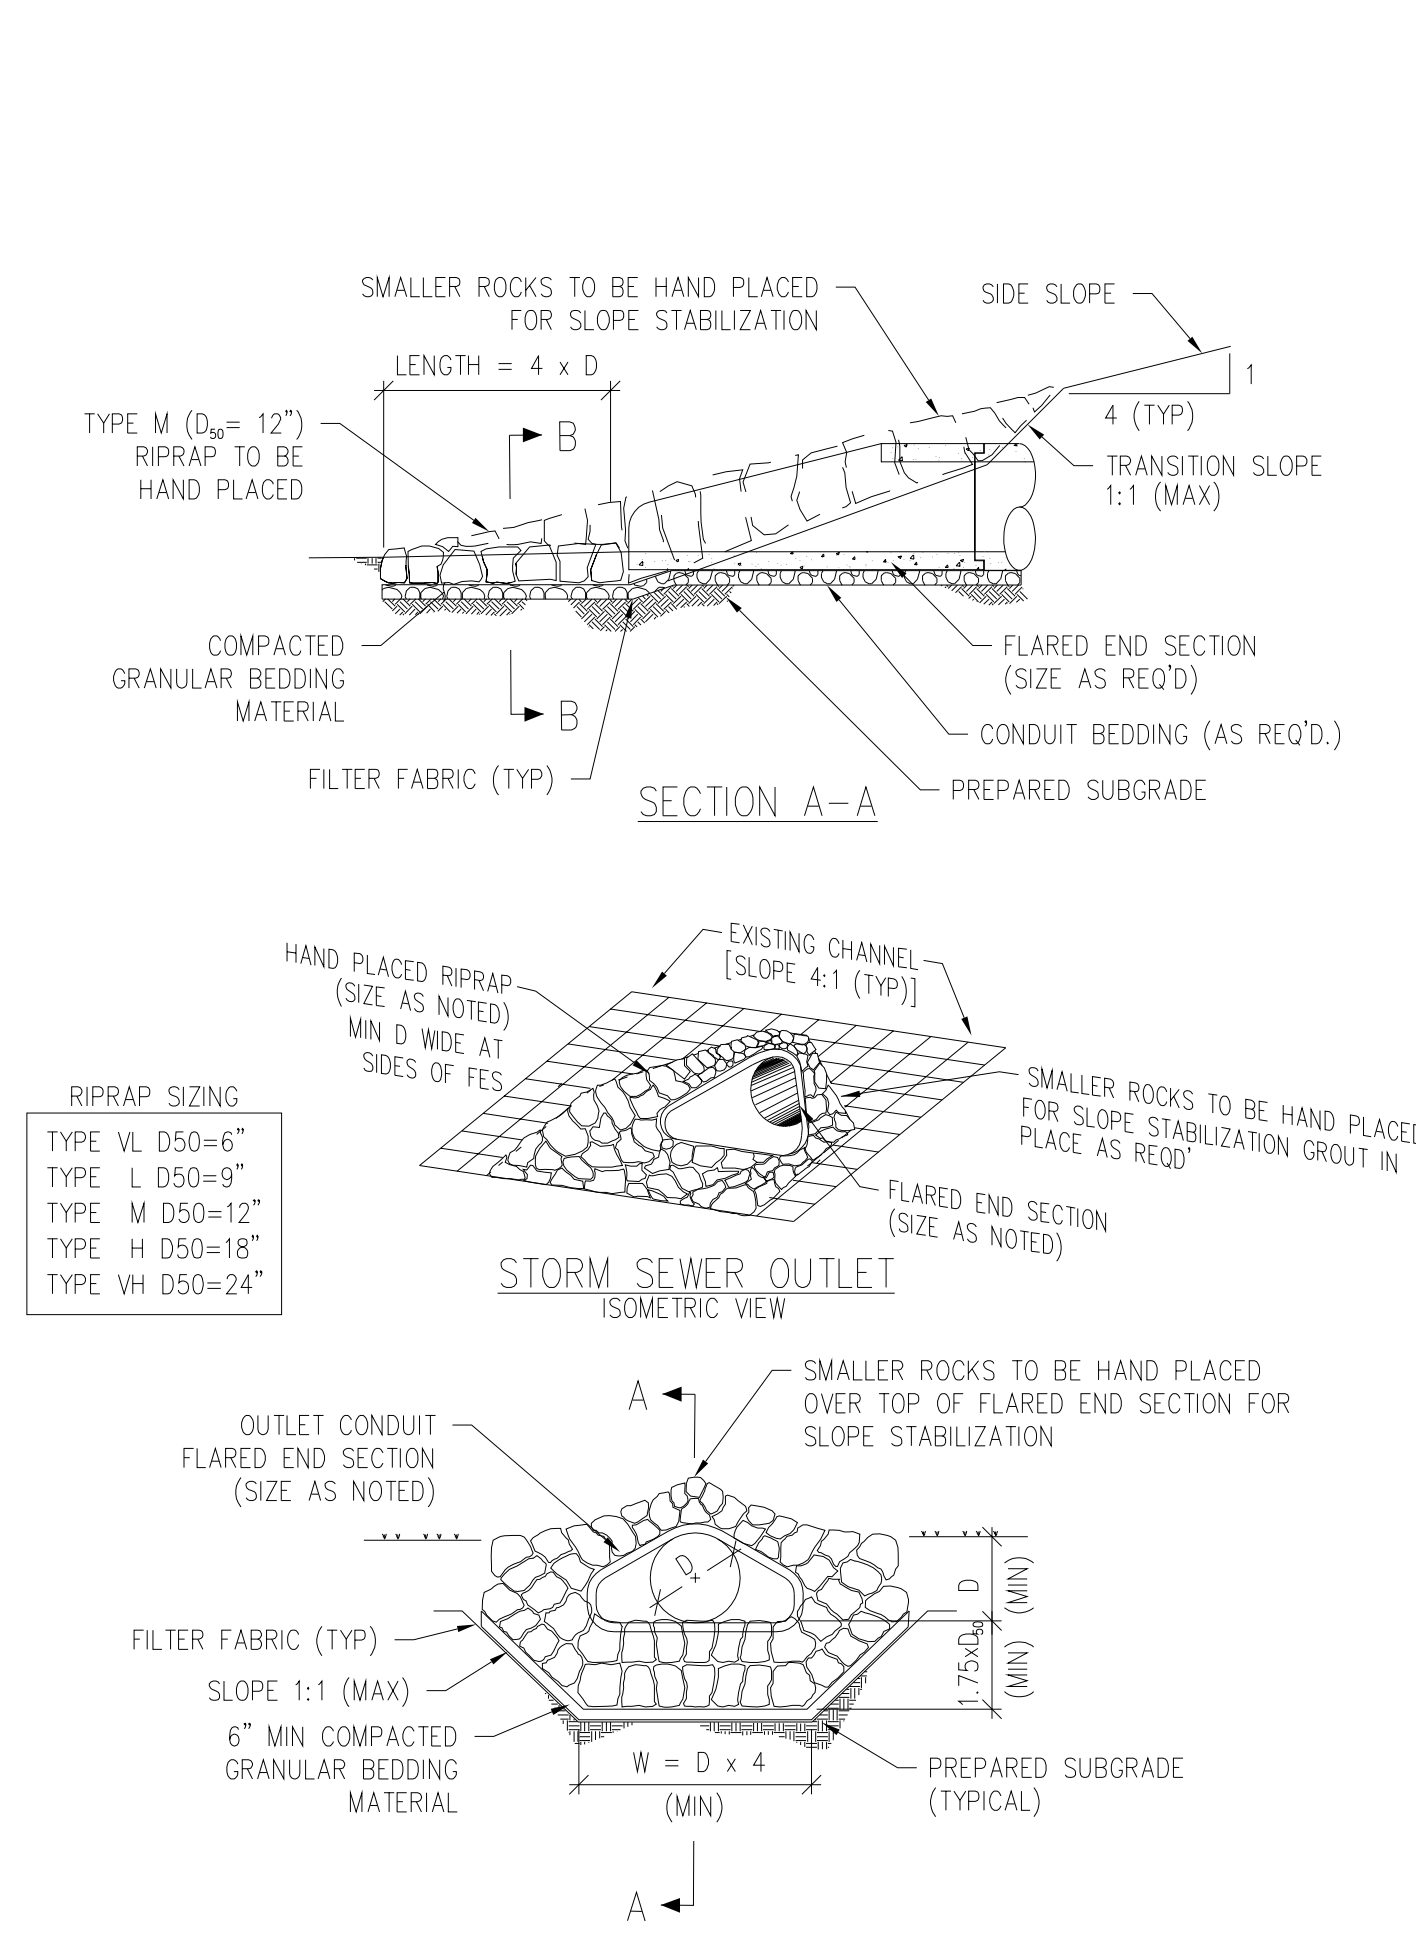 SMALLER ROCKS TO BE HAND PLACED
FOR SLOPE STABILIZATION
SIDE SLOPE
LENGTH = 4 x D
1
4 (TYP)
TYPE M (D50= 12")
RIPRAP TO BE
HAND PLACED
B
TRANSITION SLOPE
1:1 (MAX)
COMPACTED
GRANULAR BEDDING
MATERIAL
FLARED END SECTION
(SIZE AS REQ'D)
B
CONDUIT BEDDING (AS REQ'D.)
FILTER FABRIC (TYP)
PREPARED SUBGRADE
SECTION A-A
EXISTING CHANNEL
[SLOPE 4:1 (TYP)]
HAND PLACED RIPRAP
(SIZE AS NOTED)
MIN D WIDE AT
SIDES OF FES
SMALLER ROCKS TO BE HAND PLACED
FOR SLOPE STABILIZATION GROUT IN
PLACE AS REQD'
RIPRAP SIZING
TYPE VL D50=6"
TYPE L D50=9"
TYPE M D50=12"
TYPE H D50=18"
TYPE VH D50=24"
FLARED END SECTION
(SIZE AS NOTED)
STORM SEWER OUTLET
ISOMETRIC VIEW
SMALLER ROCKS TO BE HAND PLACED
OVER TOP OF FLARED END SECTION FOR
SLOPE STABILIZATION
A
OUTLET CONDUIT
FLARED END SECTION
(SIZE AS NOTED)
D
D
(MIN)
1.75xD50
(MIN)
FILTER FABRIC (TYP)
SLOPE 1:1 (MAX)
6" MIN COMPACTED
GRANULAR BEDDING
MATERIAL
W = D x 4
(MIN)
PREPARED SUBGRADE
(TYPICAL)
A